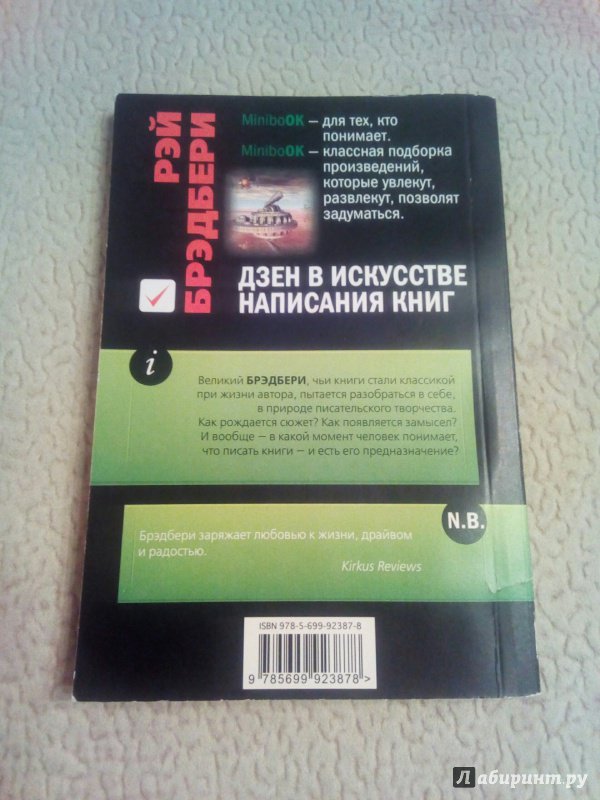 РЭЙ
БРЭДБЕРИ
MiniboOK – для тех, кто
понимает.
MiniboOK – классная подборка
произведений,
которые увлекут,
развлекут, позволят
задуматься.
ДЗЕН В ИСКУССТВЕ
НАПИСАНИЯ КНИГ
i
Великий БРЭДБЕРИ, чьи книги стали классикой
при жизни автора, пытается разобраться в себе,
в природе писательского творчества.
Как рождается сюжет? Как появляется замысел?
И вообще – в какой момент человек понимает,
что писать книги – и есть его предназначение?
N.B.
Брэдбери заряжает любовью к жизни, драйвом
и радостью.
Kirkus Reviews
ISBN 978-5-699-92387-8
9 785699 923878 >
Лабиринт.ру